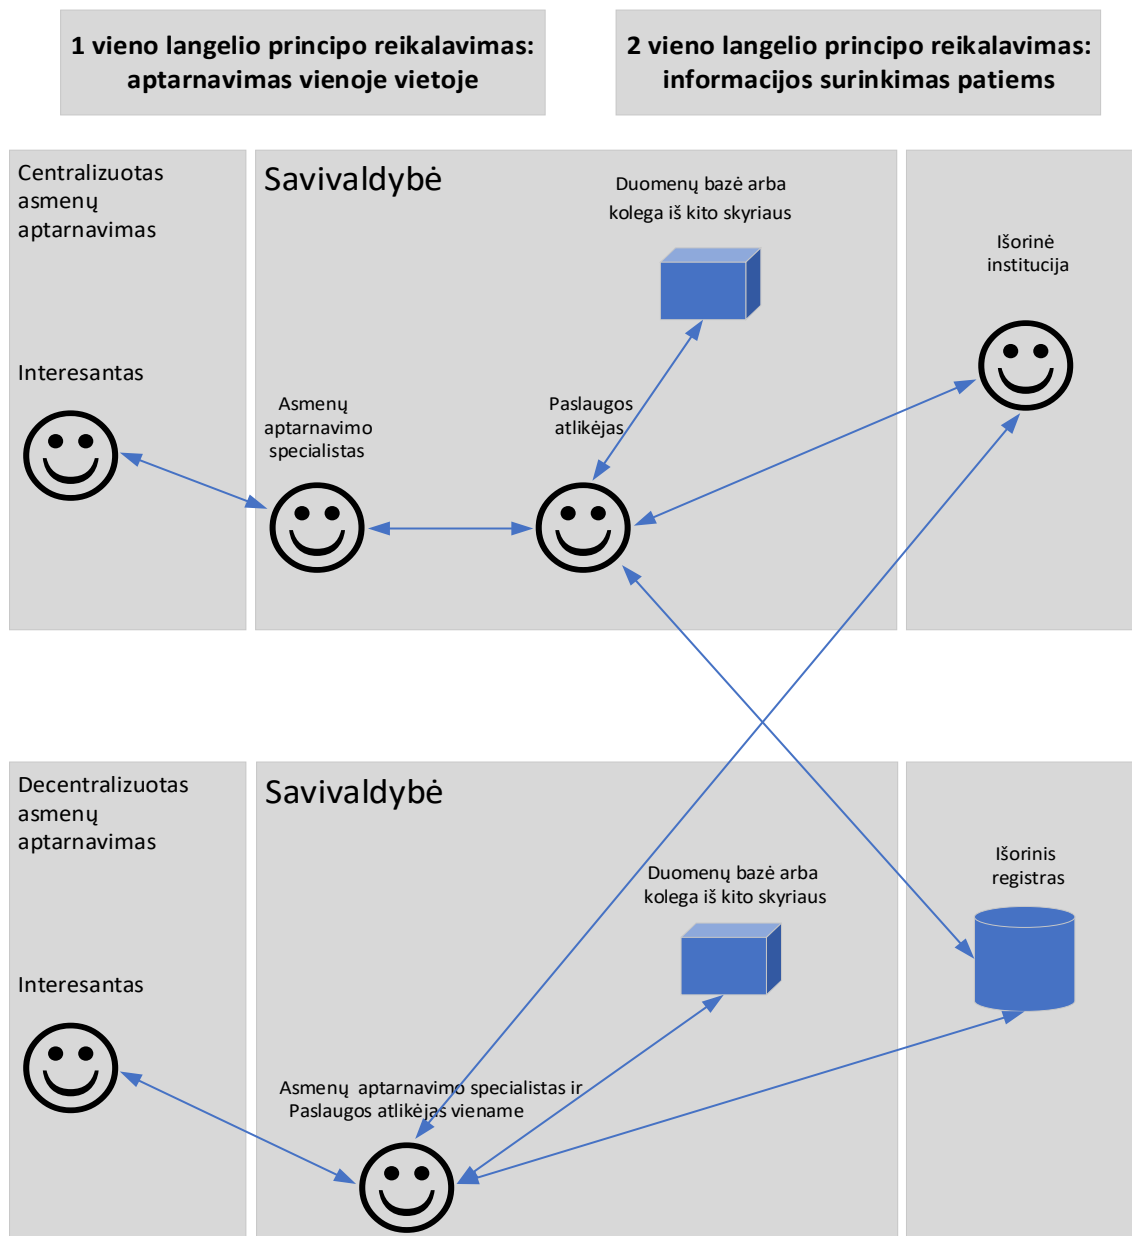 1 vieno langelio principo reikalavimas:
aptarnavimas vienoje vietoje
2 vieno langelio principo reikalavimas:
informacijos surinkimas patiems
Centralizuotas
asmenų
aptarnavimas
Savivaldybė
Duomenų bazė arba
kolega iš kito skyriaus
Išorinė
institucija
Interesantas
Asmenų
aptarnavimo
specialistas
Paslaugos
atlikėjas
Decentralizuotas
asmenų
aptarnavimas
Savivaldybė
Duomenų bazė arba
kolega iš kito skyriaus
Išorinis
registras
Interesantas
Asmenų aptarnavimo specialistas ir
Paslaugos atlikėjas viename